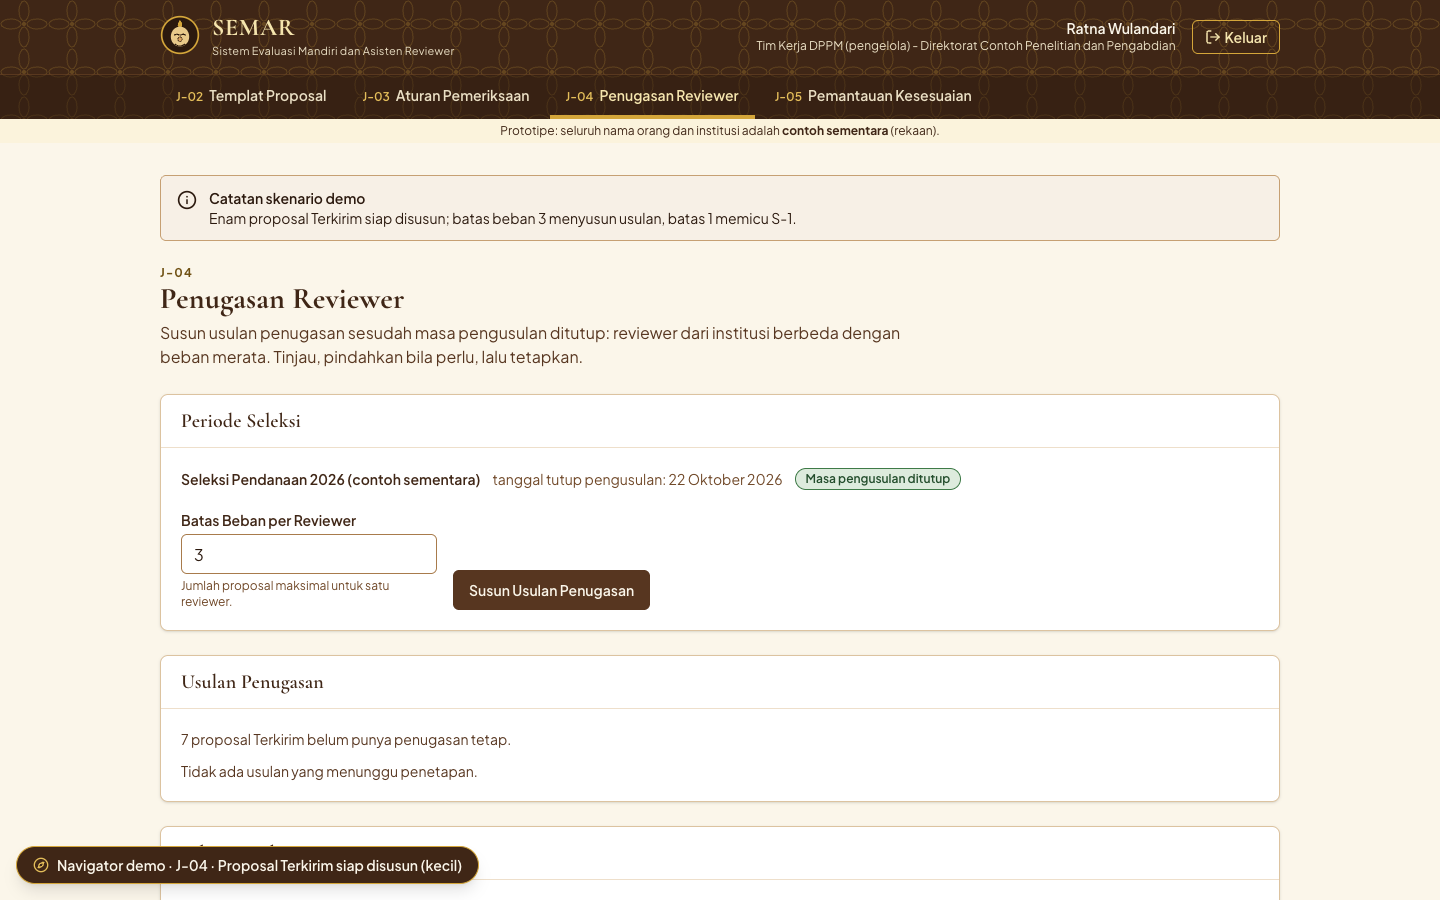 SEMAR
Sistem Evaluasi Mandiri dan Asisten Reviewer
Ratna Wulandari
Tim Kerja DPPM (pengelola) - Direktorat Contoh Penelitian dan Pengabdian
Keluar
J-02 Templat Proposal
J-03 Aturan Pemeriksaan
J-04 Penugasan Reviewer
J-05 Pemantauan Kesesuaian
Prototipe: seluruh nama orang dan institusi adalah contoh sementara (rekaan).
Catatan skenario demo
Enam proposal Terkirim siap disusun; batas beban 3 menyusun usulan, batas 1 memicu S-1.
J-04
Penugasan Reviewer
Susun usulan penugasan sesudah masa pengusulan ditutup: reviewer dari institusi berbeda dengan
beban merata. Tinjau, pindahkan bila perlu, lalu tetapkan.
Periode Seleksi
Seleksi Pendanaan 2026 (contoh sementara) tanggal tutup pengusulan: 22 Oktober 2026 Masa pengusulan ditutup
Batas Beban per Reviewer
3
Jumlah proposal maksimal untuk satu
reviewer.
Susun Usulan Penugasan
Usulan Penugasan
7 proposal Terkirim belum punya penugasan tetap.
Tidak ada usulan yang menunggu penetapan.
Navigator demo · J-04 · Proposal Terkirim siap disusun (kecil)